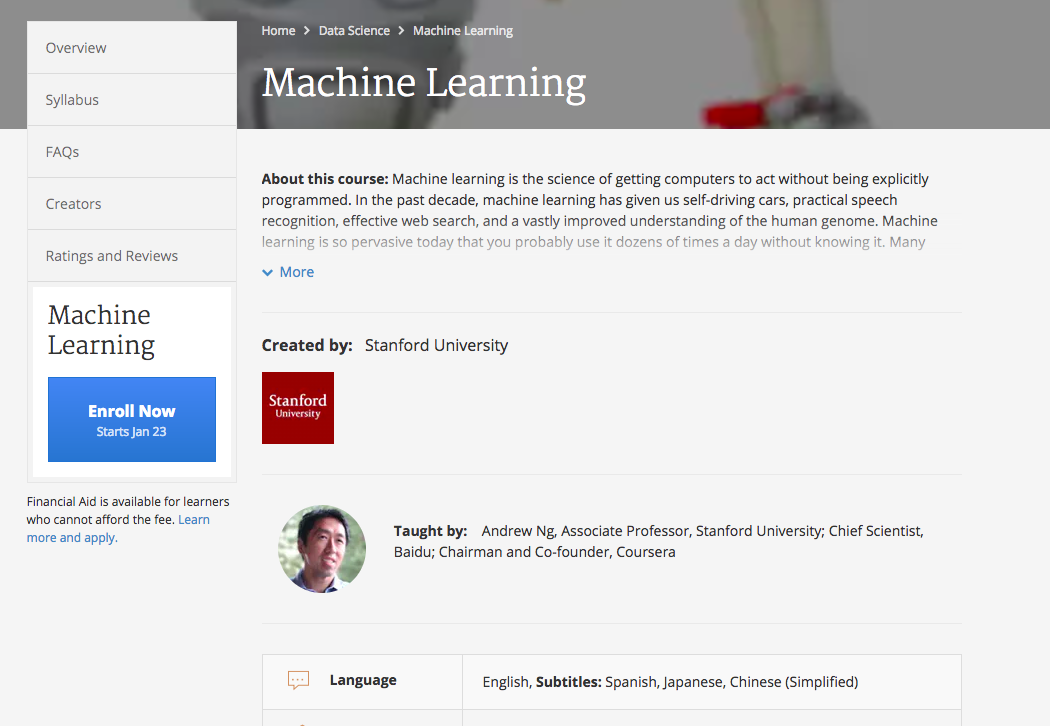 Home > Data Science > Machine Learning
Machine Learning
Overview
Syllabus
FAQs
Creators
Ratings and Reviews
Machine
Learning
Enroll Now
Starts Jan 23
Financial Aid is available for learners
who cannot afford the fee. Learn
more and apply.
About this course: Machine learning is the science of getting computers to act without being explicitly
programmed. In the past decade, machine learning has given us self-driving cars, practical speech
recognition, effective web search, and a vastly improved understanding of the human genome. Machine
learning is so pervasive today that you probably use it dozens of times a day without knowing it. Many
More
Created by: Stanford University
Stanford
University
Taught by: Andrew Ng, Associate Professor, Stanford University; Chief Scientist,
Baidu; Chairman and Co-founder, Coursera
Language
English, Subtitles: Spanish, Japanese, Chinese (Simplified)